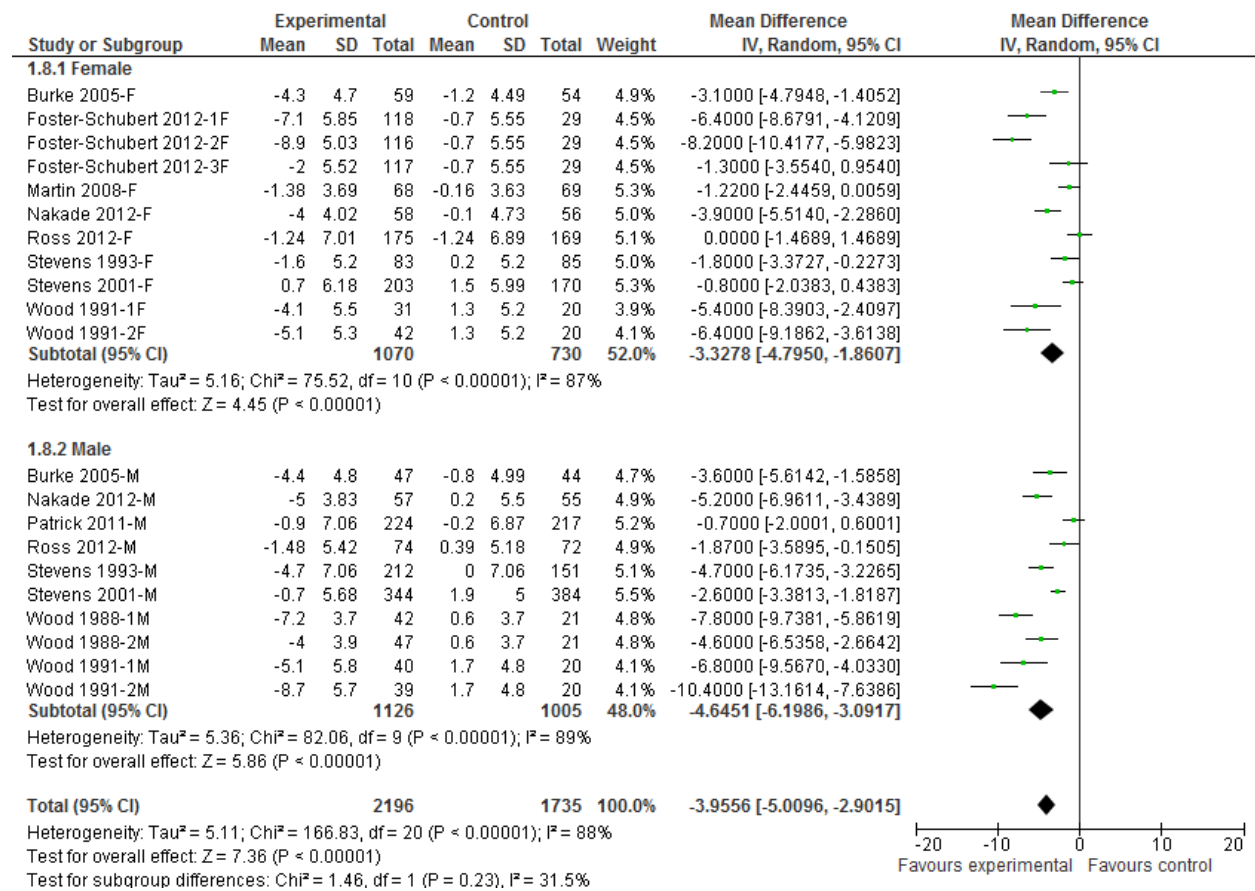 Experimental Control Mean Difference Mean Difference
Study or Subgroup Mean SD Total Mean SD Total Weight IV, Random, 95% CI IV, Random, 95% CI
1.8.1 Female
Burke 2005-F -4.3 4.7 59 -1.2 4.49 54 4.9% -3.1000 [-4.7948, -1.4052]
Foster-Schubert 2012-1F -7.1 5.85 118 -0.7 5.55 29 4.5% -6.4000 [-8.6791, -4.1209]
Foster-Schubert 2012-2F -8.9 5.03 116 -0.7 5.55 29 4.5% -8.2000 [-10.4177, -5.9823]
Foster-Schubert 2012-3F -2 5.52 117 -0.7 5.55 29 4.5% -1.3000 [-3.5540, 0.9540]
Martin 2008-F -1.38 3.69 68 -0.16 3.63 69 5.3% -1.2200 [-2.4459, 0.0059]
Nakade 2012-F -4 4.02 58 -0.1 4.73 56 5.0% -3.9000 [-5.5140, -2.2860]
Ross 2012-F -1.24 7.01 175 -1.24 6.89 169 5.1% 0.0000 [-1.4689, 1.4689]
Stevens 1993-F -1.6 5.2 83 0.2 5.2 85 5.0% -1.8000 [-3.3727, -0.2273]
Stevens 2001-F 0.7 6.18 203 1.5 5.99 170 5.3% -0.8000 [-2.0383, 0.4383]
Wood 1991-1F -4.1 5.5 31 1.3 5.2 20 3.9% -5.4000 [-8.3903, -2.4097]
Wood 1991-2F -5.1 5.3 42 1.3 5.2 20 4.1% -6.4000 [-9.1862, -3.6138]
Subtotal (95% CI) 1070 730 52.0% -3.3278 [-4.7950, -1.8607]
Heterogeneity: Tau² = 5.16; Chi² = 75.52, df = 10 (P < 0.00001); I² = 87%
Test for overall effect: Z = 4.45 (P < 0.00001)
1.8.2 Male
Burke 2005-M -4.4 4.8 47 -0.8 4.99 44 4.7% -3.6000 [-5.6142, -1.5858]
Nakade 2012-M -5 3.83 57 0.2 5.5 55 4.9% -5.2000 [-6.9611, -3.4389]
Patrick 2011-M -0.9 7.06 224 -0.2 6.87 217 5.2% -0.7000 [-2.0001, 0.6001]
Ross 2012-M -1.48 5.42 74 0.39 5.18 72 4.9% -1.8700 [-3.5895, -0.1505]
Stevens 1993-M -4.7 7.06 212 0 7.06 151 5.1% -4.7000 [-6.1735, -3.2265]
Stevens 2001-M -0.7 5.68 344 1.9 5 384 5.5% -2.6000 [-3.3813, -1.8187]
Wood 1988-1M -7.2 3.7 42 0.6 3.7 21 4.8% -7.8000 [-9.7381, -5.8619]
Wood 1988-2M -4 3.9 47 0.6 3.7 21 4.8% -4.6000 [-6.5358, -2.6642]
Wood 1991-1M -5.1 5.8 40 1.7 4.8 20 4.1% -6.8000 [-9.5670, -4.0330]
Wood 1991-2M -8.7 5.7 39 1.7 4.8 20 4.1% -10.4000 [-13.1614, -7.6386]
Subtotal (95% CI) 1126 1005 48.0% -4.6451 [-6.1986, -3.0917]
Heterogeneity: Tau² = 5.36; Chi² = 82.06, df = 9 (P < 0.00001); I² = 89%
Test for overall effect: Z = 5.86 (P < 0.00001)
Total (95% CI) 2196 1735 100.0% -3.9556 [-5.0096, -2.9015]
Heterogeneity: Tau² = 5.11; Chi² = 166.83, df = 20 (P < 0.00001); I² = 88%
Test for overall effect: Z = 7.36 (P < 0.00001)
Test for subgroup differences: Chi² = 1.46, df = 1 (P = 0.23), I² = 31.5%
-20 -10 0 10 20
Favours experimental Favours control